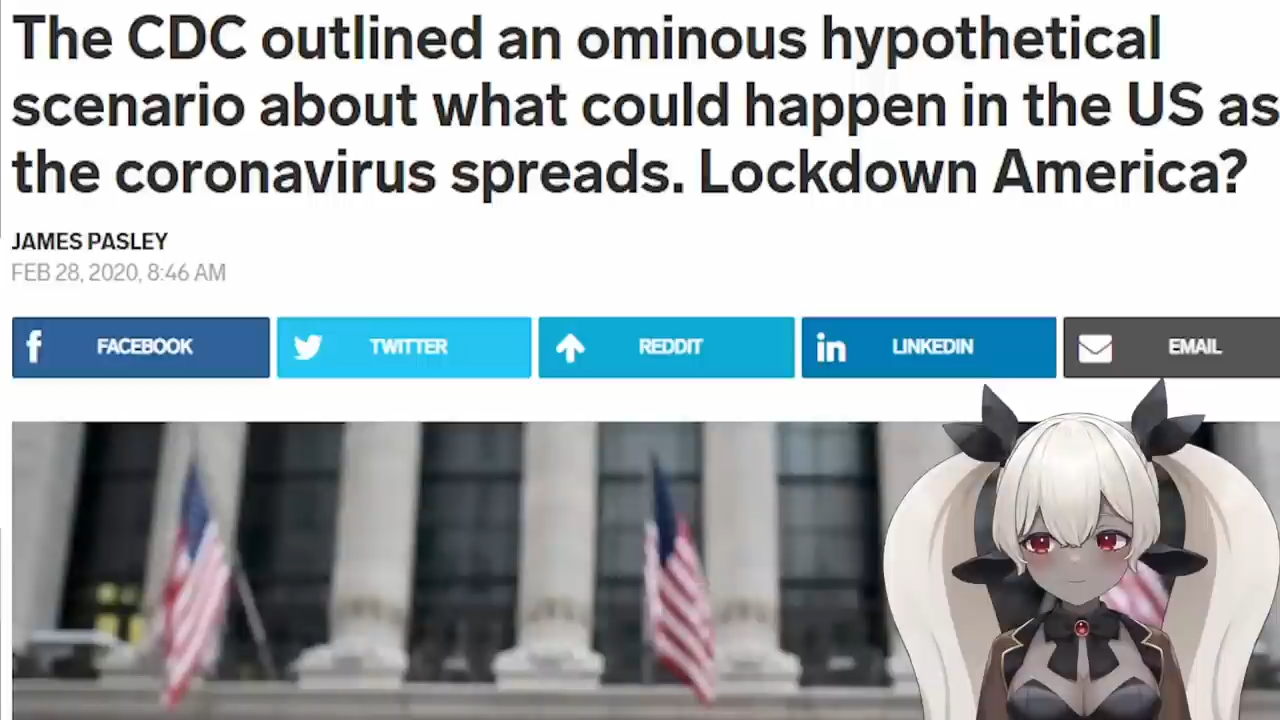 The CDC outlined an ominous hypothetical
scenario about what could happen in the US as
the coronavirus spreads. Lockdown America?
JAMES PASLEY
FEB 28, 2020, 8:46 AM
FACEBOOK
TWITTER
REDDIT
LINKEDIN
EMAIL